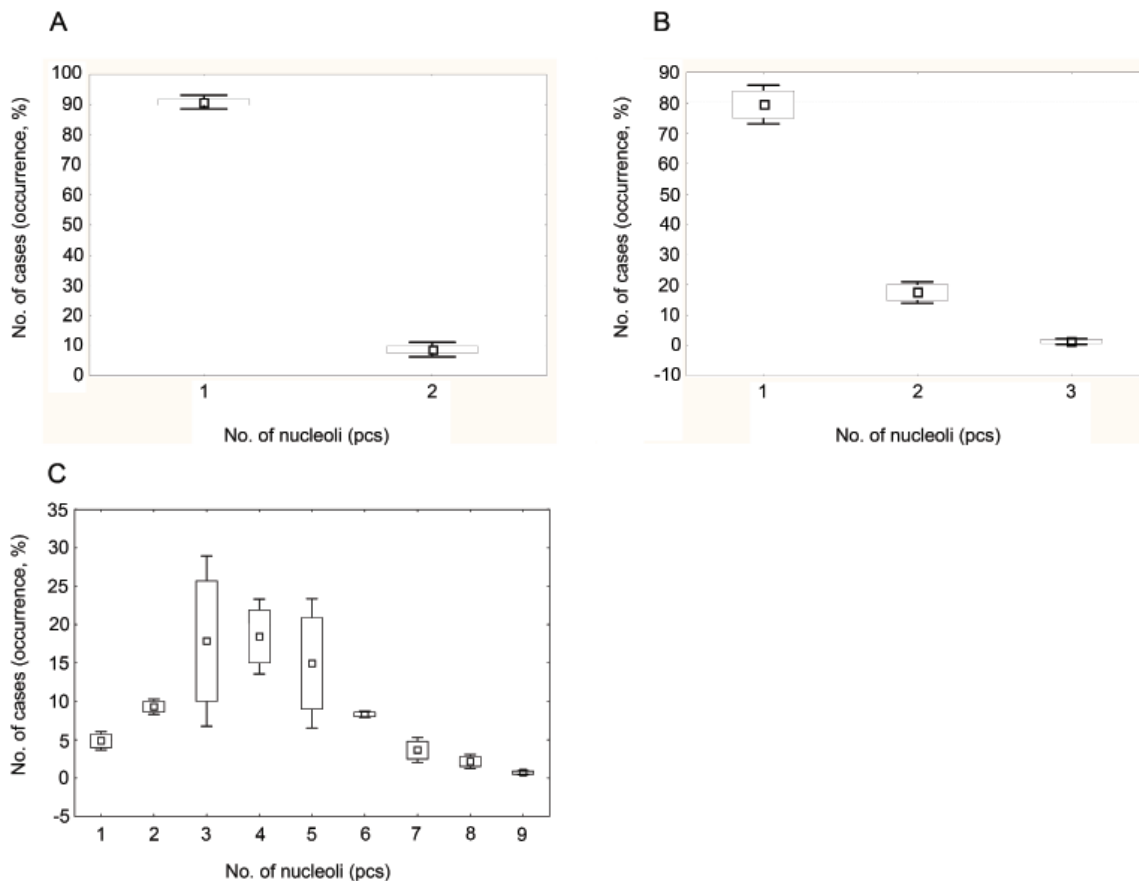 A
No. of cases (occurrence, %)
100
90
80
70
60
50
40
30
20
10
0
1 2
No. of nucleoli (pcs)
B
No. of cases (occurrence, %)
90
80
70
60
50
40
30
20
10
0
-10
1 2 3
No. of nucleoli (pcs)
C
No. of cases (occurrence, %)
35
30
25
20
15
10
5
0
-5
1 2 3 4 5 6 7 8 9
No. of nucleoli (pcs)